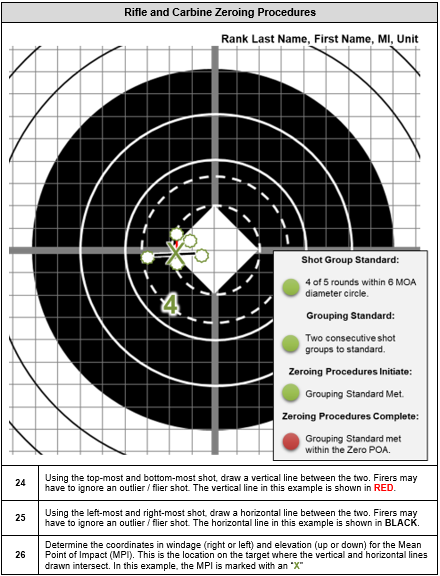 Rifle and Carbine Zeroing Procedures
Rank Last Name, First Name, MI, Unit
4
Shot Group Standard:
4 of 5 rounds within 6 MOA
diameter circle.
Grouping Standard:
Two consecutive shot
groups to standard.
Zeroing Procedures Initiate:
Grouping Standard Met.
Zeroing Procedures Complete:
Grouping Standard met
within the Zero POA.
24
Using the top-most and bottom-most shot, draw a vertical line between the two. Firers may
have to ignore an outlier / flier shot. The vertical line in this example is shown in RED.
25
Using the left-most and right-most shot, draw a horizontal line between the two. Firers may
have to ignore an outlier / flier shot. The horizontal line in this example is shown in BLACK.
26
Determine the coordinates in windage (right or left) and elevation (up or down) for the Mean
Point of Impact (MPI). This is the location on the target where the vertical and horizontal lines
drawn intersect. In this example, the MPI is marked with an "X"